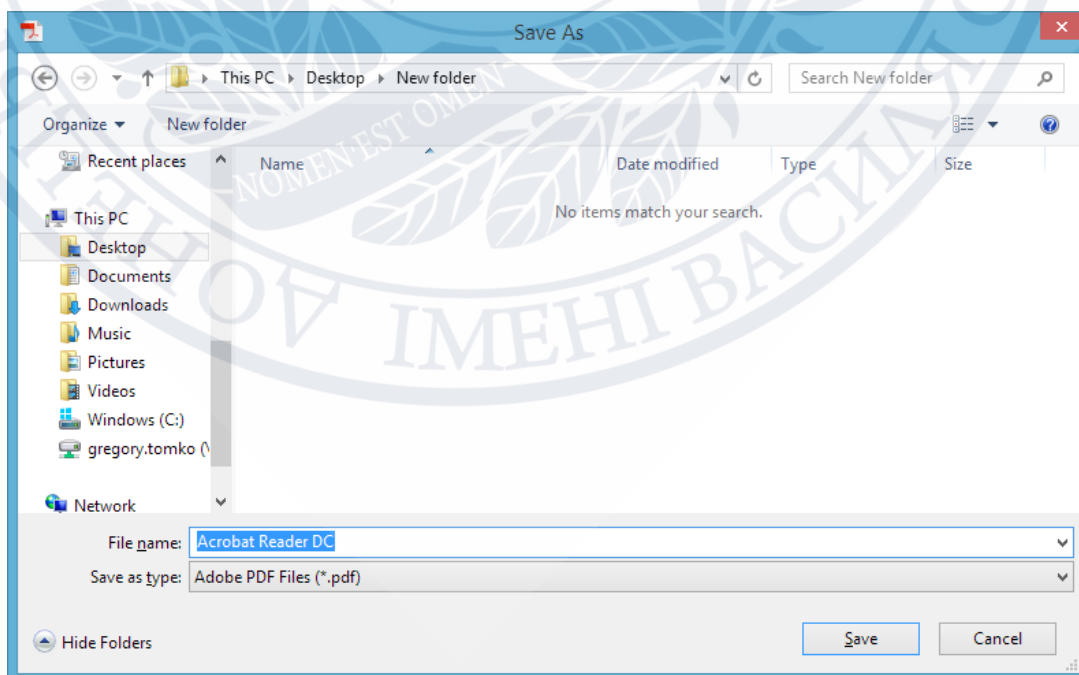 Save As
This PC Desktop New folder
Search New folder
Organize New folder
Recent places
Name Date modified Type Size
No items match your search.
This PC
Desktop
Documents
Downloads
Music
Pictures
Videos
Windows (C:)
gregory.tomko (\
Network
File name: Acrobat Reader DC
Save as type: Adobe PDF Files (*.pdf)
Hide Folders
Save Cancel
NOMEN EST OMEN
ІМЕНІ ВАСИЛ